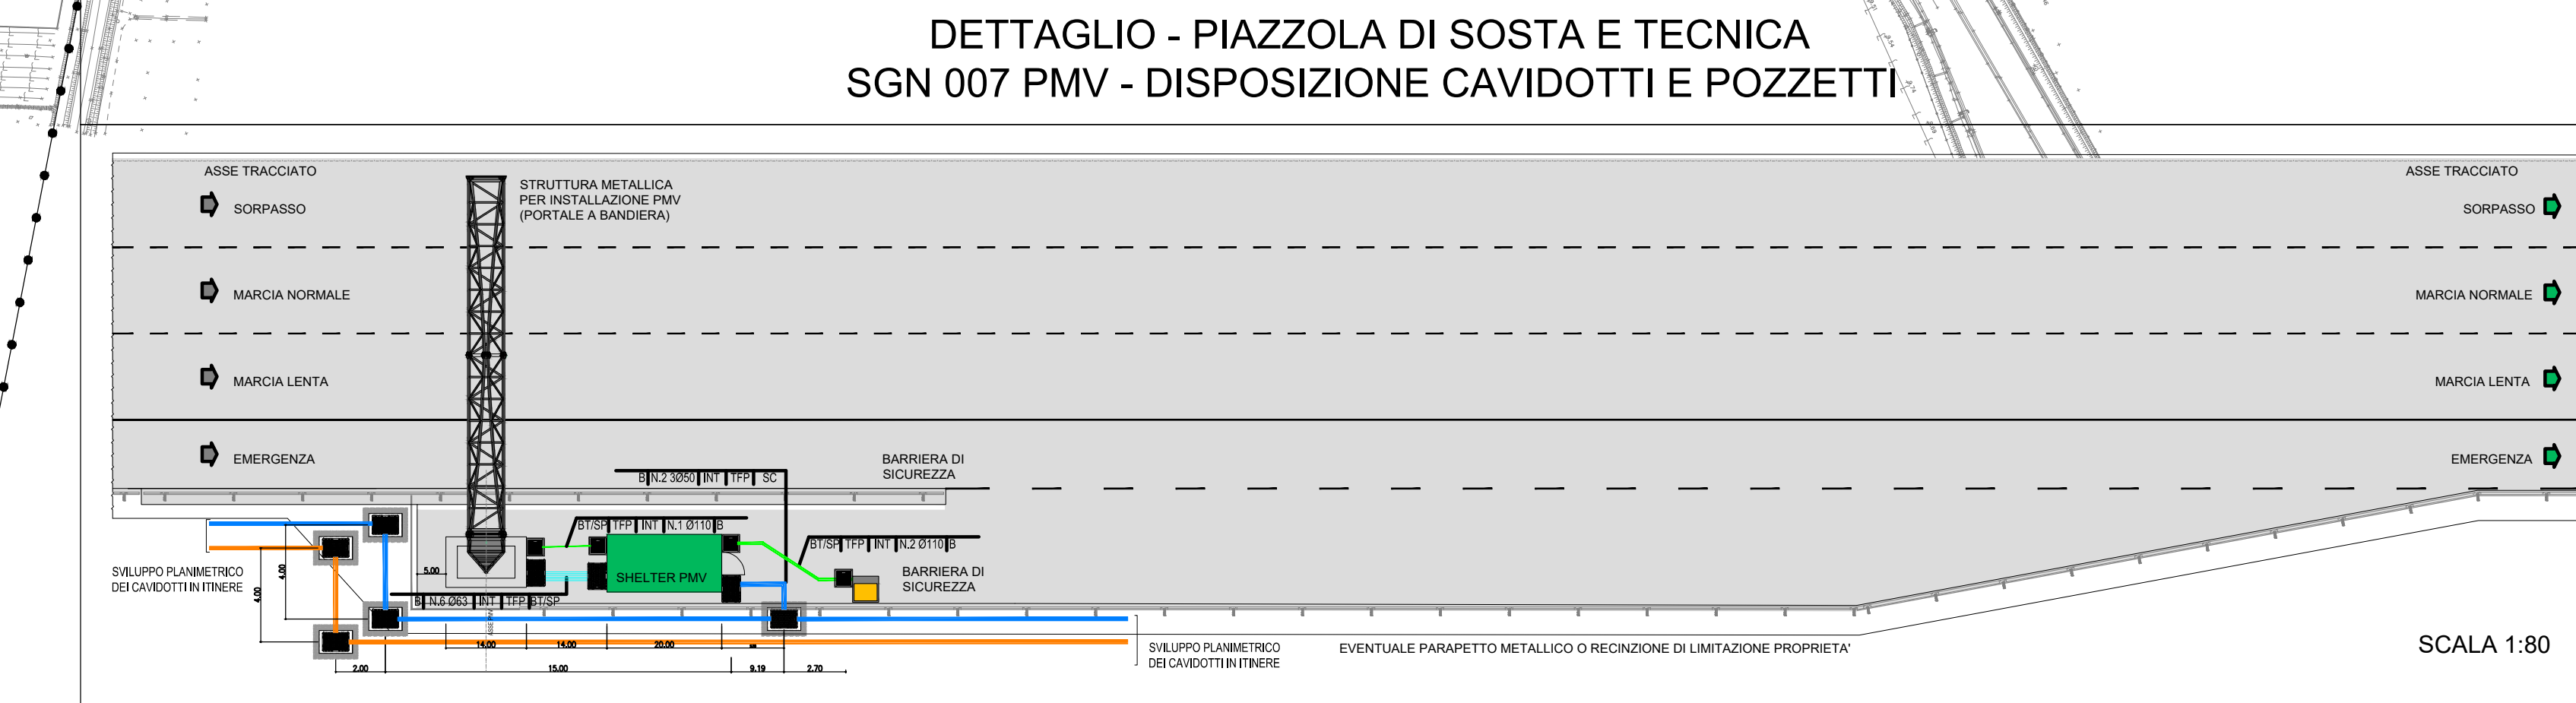 DETTAGLIO - PIAZZOLA DI SOSTA E TECNICA
SGN 007 PMV - DISPOSIZIONE CAVIDOTTI E POZZETTI
ASSE TRACCIATO
ASSE TRACCIATO
STRUTTURA METALLICA
PER INSTALLAZIONE PMV
(PORTALE A BANDIERA)
SORPASSO
SORPASSO
MARCIA NORMALE
MARCIA NORMALE
MARCIA LENTA
MARCIA LENTA
EMERGENZA
EMERGENZA
BARRIERA DI
SICUREZZA
B N.2 3Ø50 INT TFP SC
BT/SP TFP INT N.1 Ø110 B
BT/SP TFP INT N.2 Ø110 B
SVILUPPO PLANIMETRICO
DEI CAVIDOTTI IN ITINERE
4.00
4.00
5.00
SHELTER PMV
BARRIERA DI
SICUREZZA
B N.6 Ø63 INT TFP BT/SP
ASSE PMV
14.00
14.00
20.00
2.00
15.00
9.19
2.70
SVILUPPO PLANIMETRICO
DEI CAVIDOTTI IN ITINERE
EVENTUALE PARAPETTO METALLICO O RECINZIONE DI LIMITAZIONE PROPRIETA'
SCALA 1:80